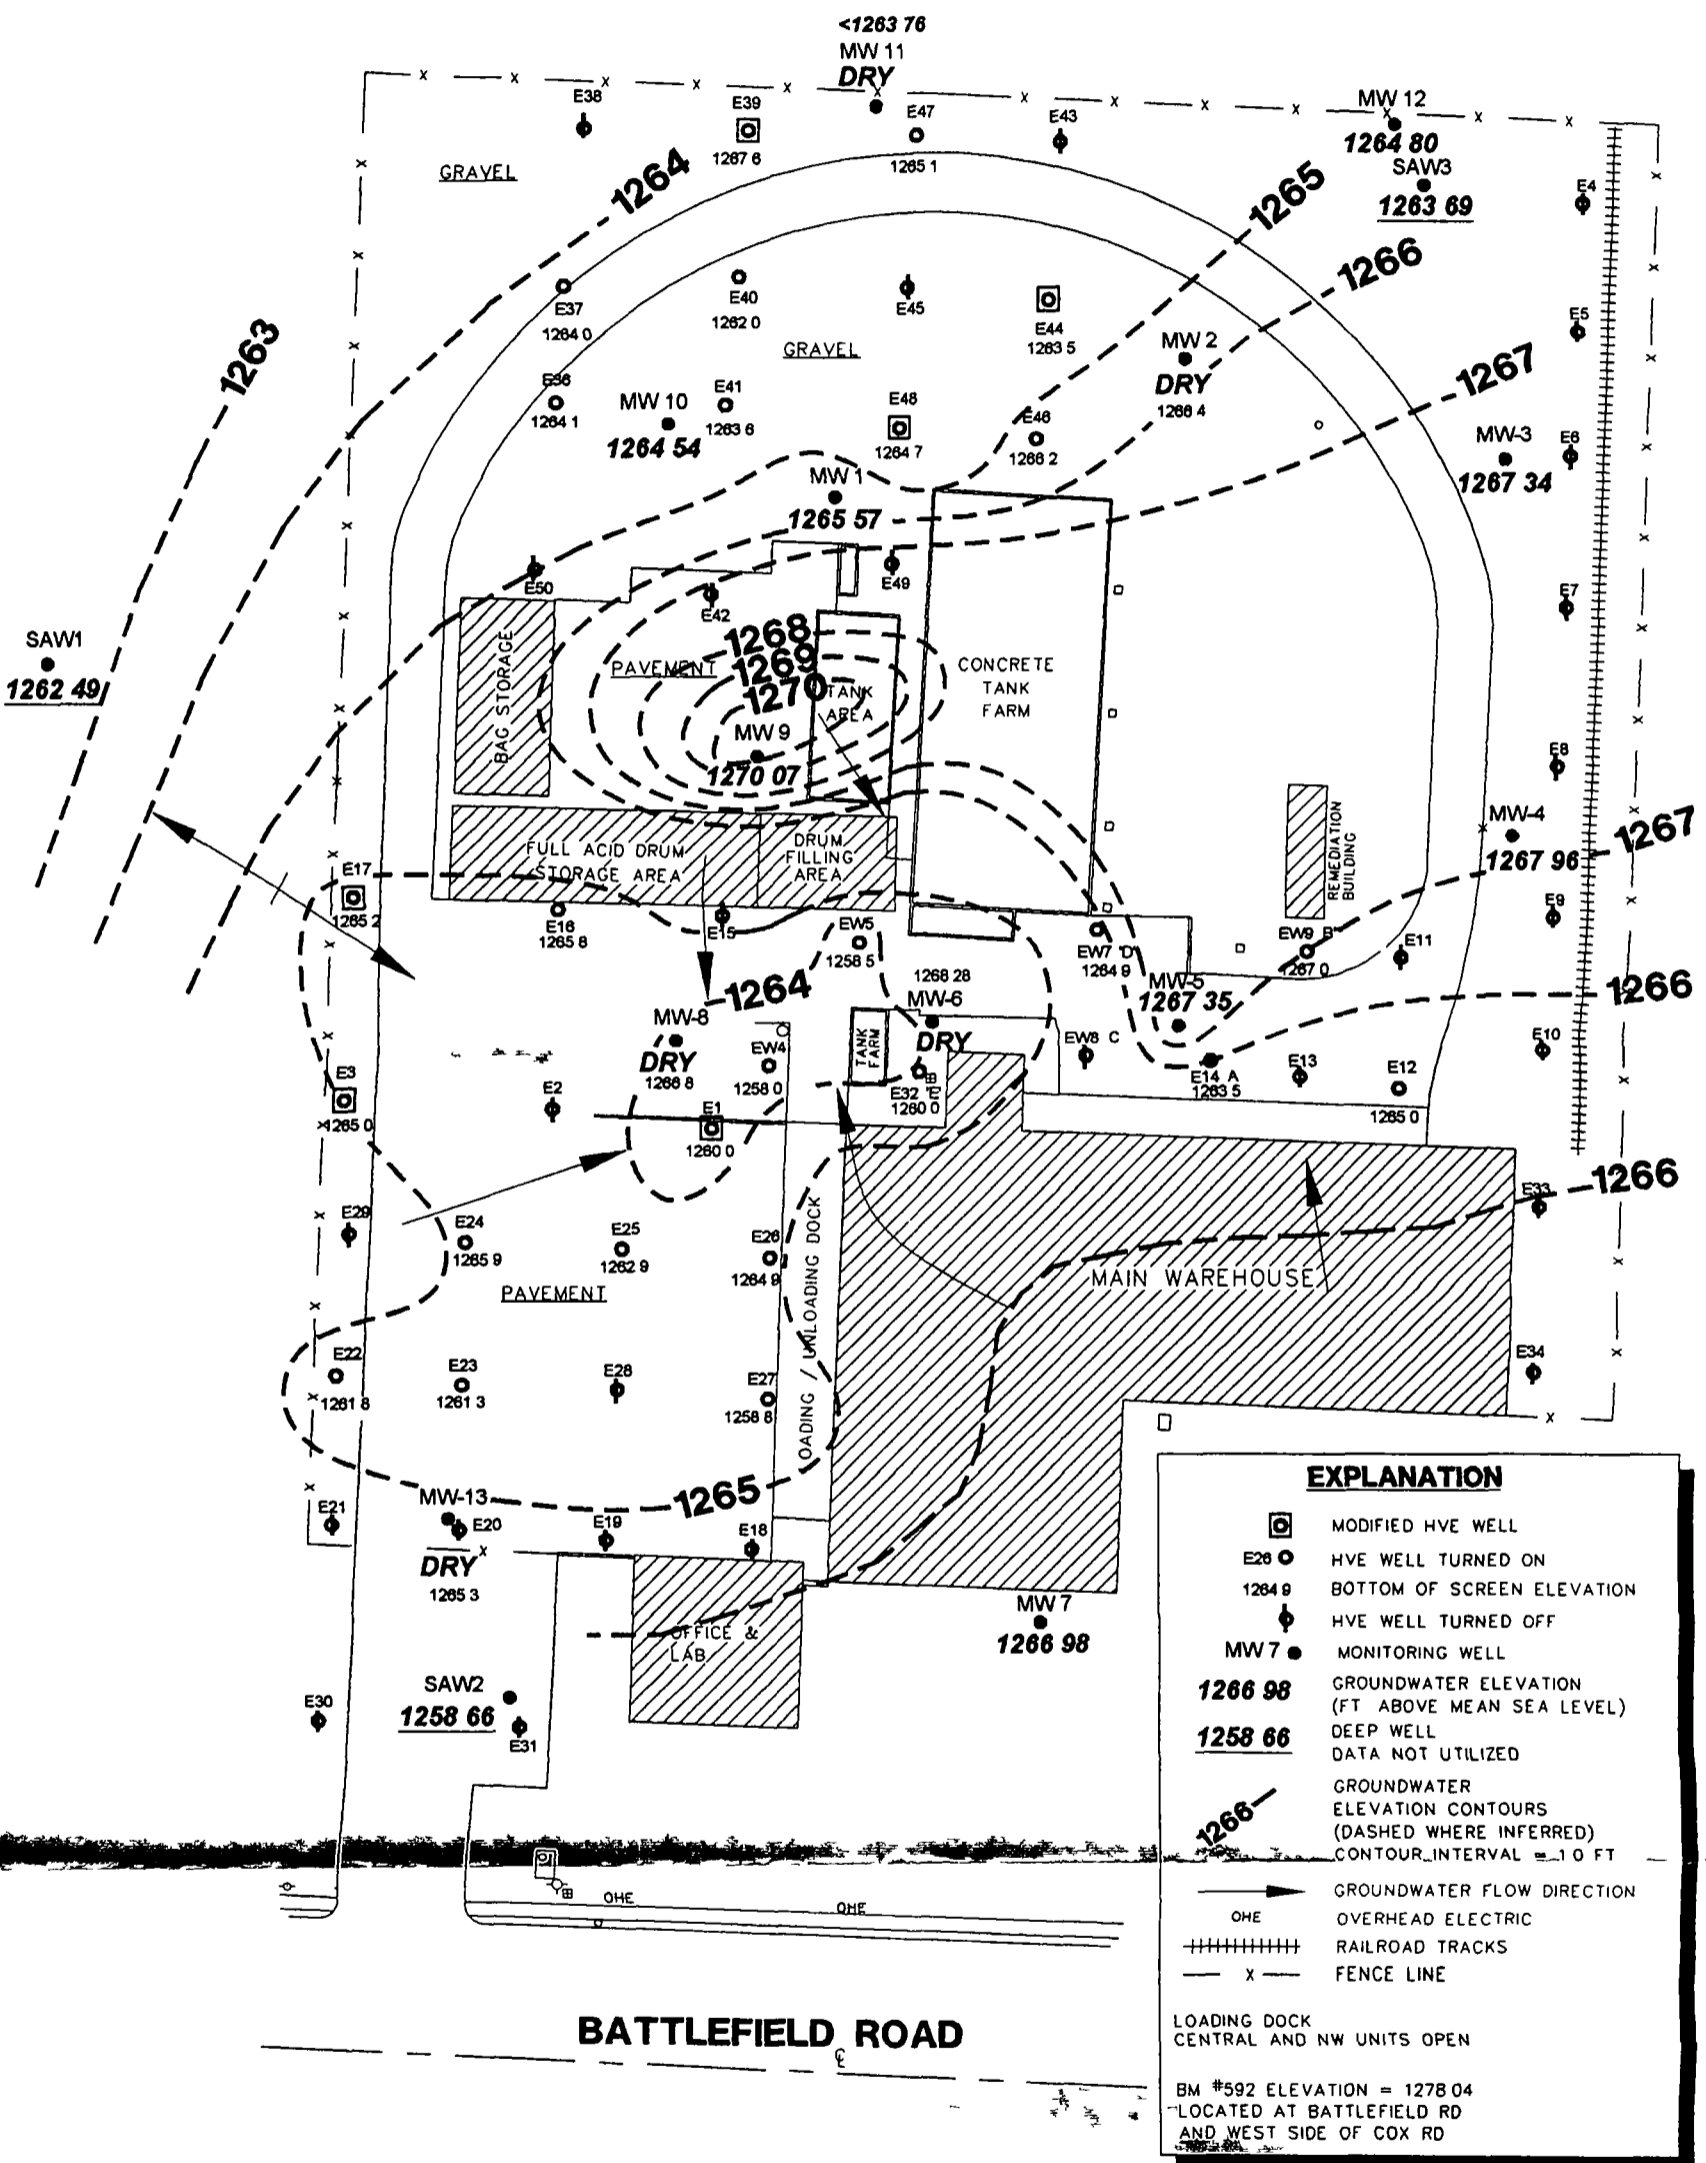 <1263 76
MW 11
DRY
E38
E39
1267 6
E47
1265 1
E43
MW 12
1264 80
SAW3
1263 69
E4
GRAVEL
1264
1265
1266
E37
1264 0
E40
1262 0
E45
E44
1263 5
E5
GRAVEL
MW 2
DRY
1266 4
1263
1267
E36
1264 1
MW 10
1264 54
E41
1263 6
E48
1264 7
E46
1266 2
MW-3
1267 34
E6
MW 1
1265 57
E50
E42
E49
E7
SAW1
1262 49
BAG STORAGE
PAVEMENT
1268
1269
1270
TANK
AREA
CONCRETE
TANK
FARM
MW 9
1270 07
E8
REMEDIATION
BUILDING
MW-4
1267 96
1267
FULL ACID DRUM
STORAGE AREA
DRUM
FILLING
AREA
E17
1265 2
E16
1265 8
E15
EW5
1258 5
EW7 "D"
1264 9
EW9 B"
1267 0
E11
E9
1264
1268 28
MW-6
DRY
MW-5
1267 35
1266
MW-8
DRY
1266 8
EW4
1258 0
TANK
FARM
EW8 C
E14 A
1263 5
E13
E12
1265 0
E10
E3
1265 0
E2
E1
1260 0
E32 "E
1260 0
1266
E33
E29
E24
1265 9
E25
1262 9
E26
1264 9
LOADING / UNLOADING DOCK
MAIN WAREHOUSE
PAVEMENT
E22
1261 8
E23
1261 3
E28
E27
1258 8
E34
1265
E21
MW-13
E20
DRY
1265 3
E19
E18
OFFICE &
LAB
MW 7
1266 98
E30
SAW2
1258 66
E31
OHE
OHE
BATTLEFIELD ROAD
EXPLANATION
MODIFIED HVE WELL
E26 HVE WELL TURNED ON
1264 9 BOTTOM OF SCREEN ELEVATION
HVE WELL TURNED OFF
MW 7 MONITORING WELL
1266 98 GROUNDWATER ELEVATION
(FT ABOVE MEAN SEA LEVEL)
1258 66 DEEP WELL
DATA NOT UTILIZED
1266 GROUNDWATER
ELEVATION CONTOURS
(DASHED WHERE INFERRED)
CONTOUR INTERVAL = 1 0 FT
GROUNDWATER FLOW DIRECTION
OHE OVERHEAD ELECTRIC
RAILROAD TRACKS
x FENCE LINE
LOADING DOCK
CENTRAL AND NW UNITS OPEN
BM #592 ELEVATION = 1278 04
LOCATED AT BATTLEFIELD RD
AND WEST SIDE OF COX RD